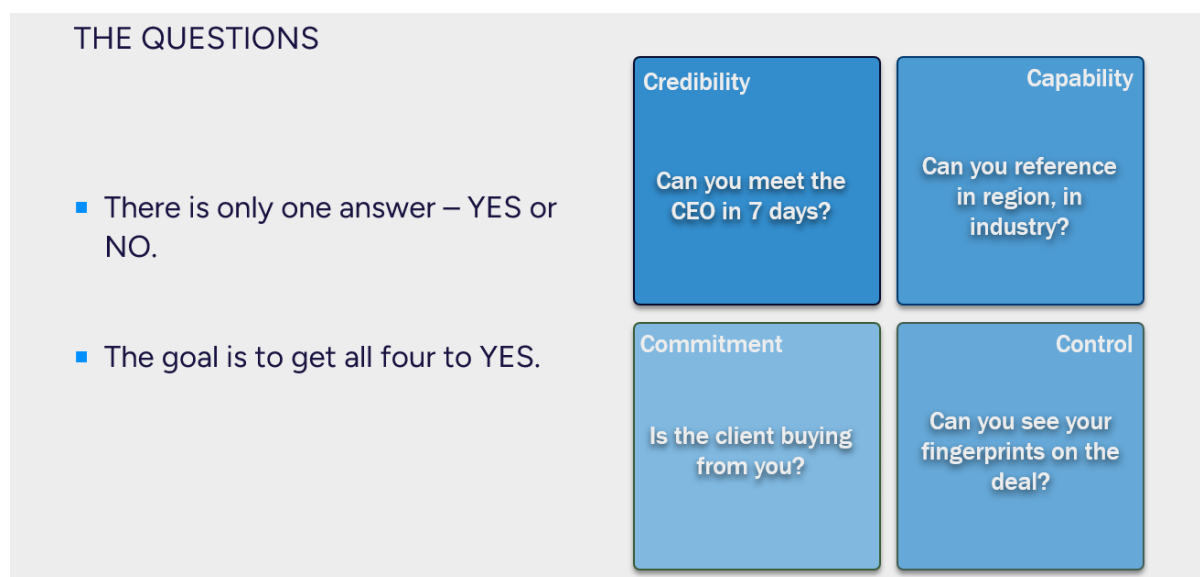 THE QUESTIONS
There is only one answer – YES or
NO.
The goal is to get all four to YES.
Credibility
Can you meet the
CEO in 7 days?
Capability
Can you reference
in region, in
industry?
Commitment
Is the client buying
from you?
Control
Can you see your
fingerprints on the
deal?